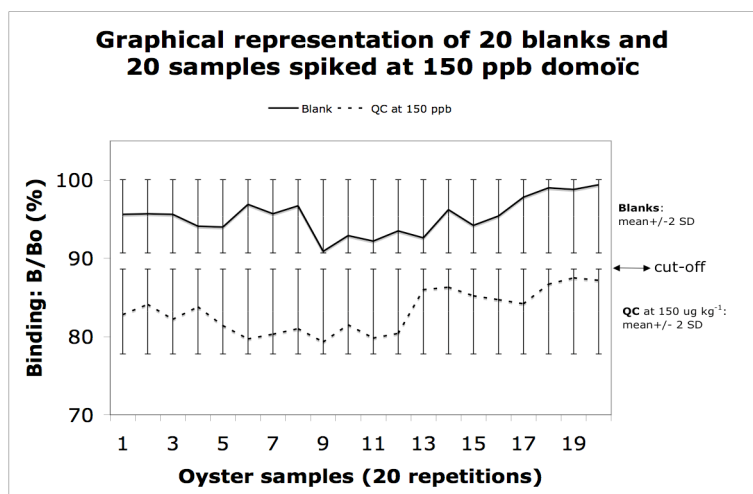 Graphical representation of 20 blanks and
20 samples spiked at 150 ppb domoïc
Blank QC at 150 ppb
Binding: B/Bo (%)
100
90
80
70
1 3 5 7 9 11 13 15 17 19
Oyster samples (20 repetitions)
Blanks:
mean+/-2 SD
cut-off
QC at 150 ug kg⁻¹:
mean+/- 2 SD